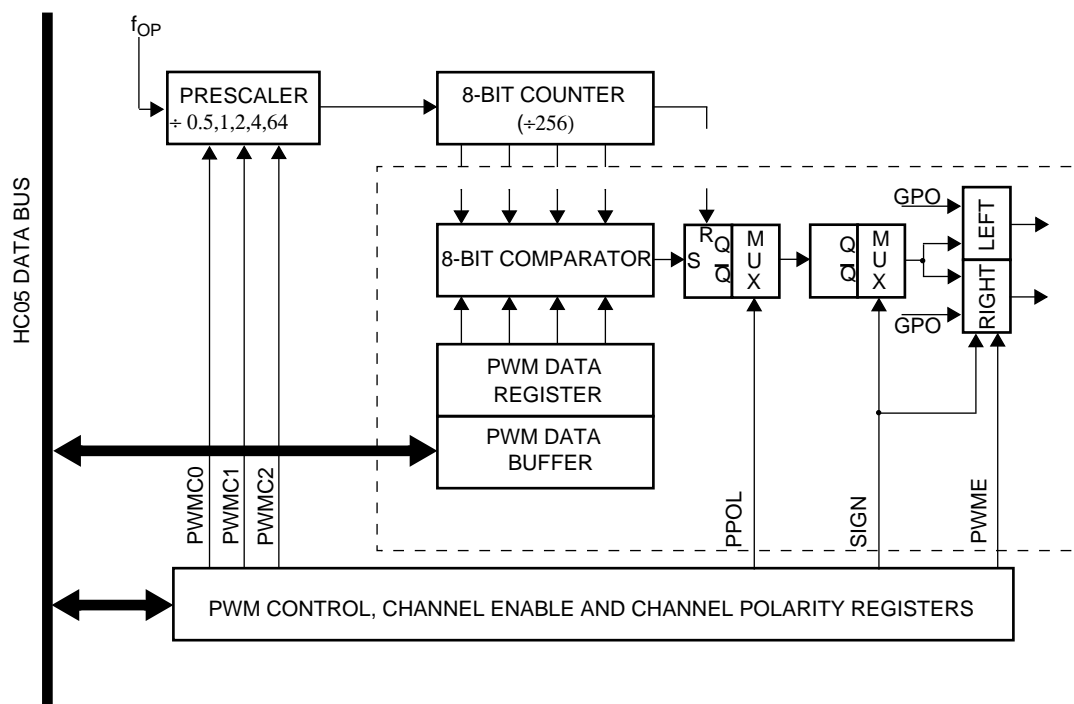 fOP
PRESCALER
÷ 0.5,1,2,4,64
8-BIT COUNTER
(÷256)
HC05 DATA BUS
8-BIT COMPARATOR
R
S
Q
Q̅
MUX
Q
Q̅
MUX
GPO
LEFT
RIGHT
GPO
PWM DATA
REGISTER
PWM DATA
BUFFER
PWMC0
PWMC1
PWMC2
PPOL
SIGN
PWME
PWM CONTROL, CHANNEL ENABLE AND CHANNEL POLARITY REGISTERS